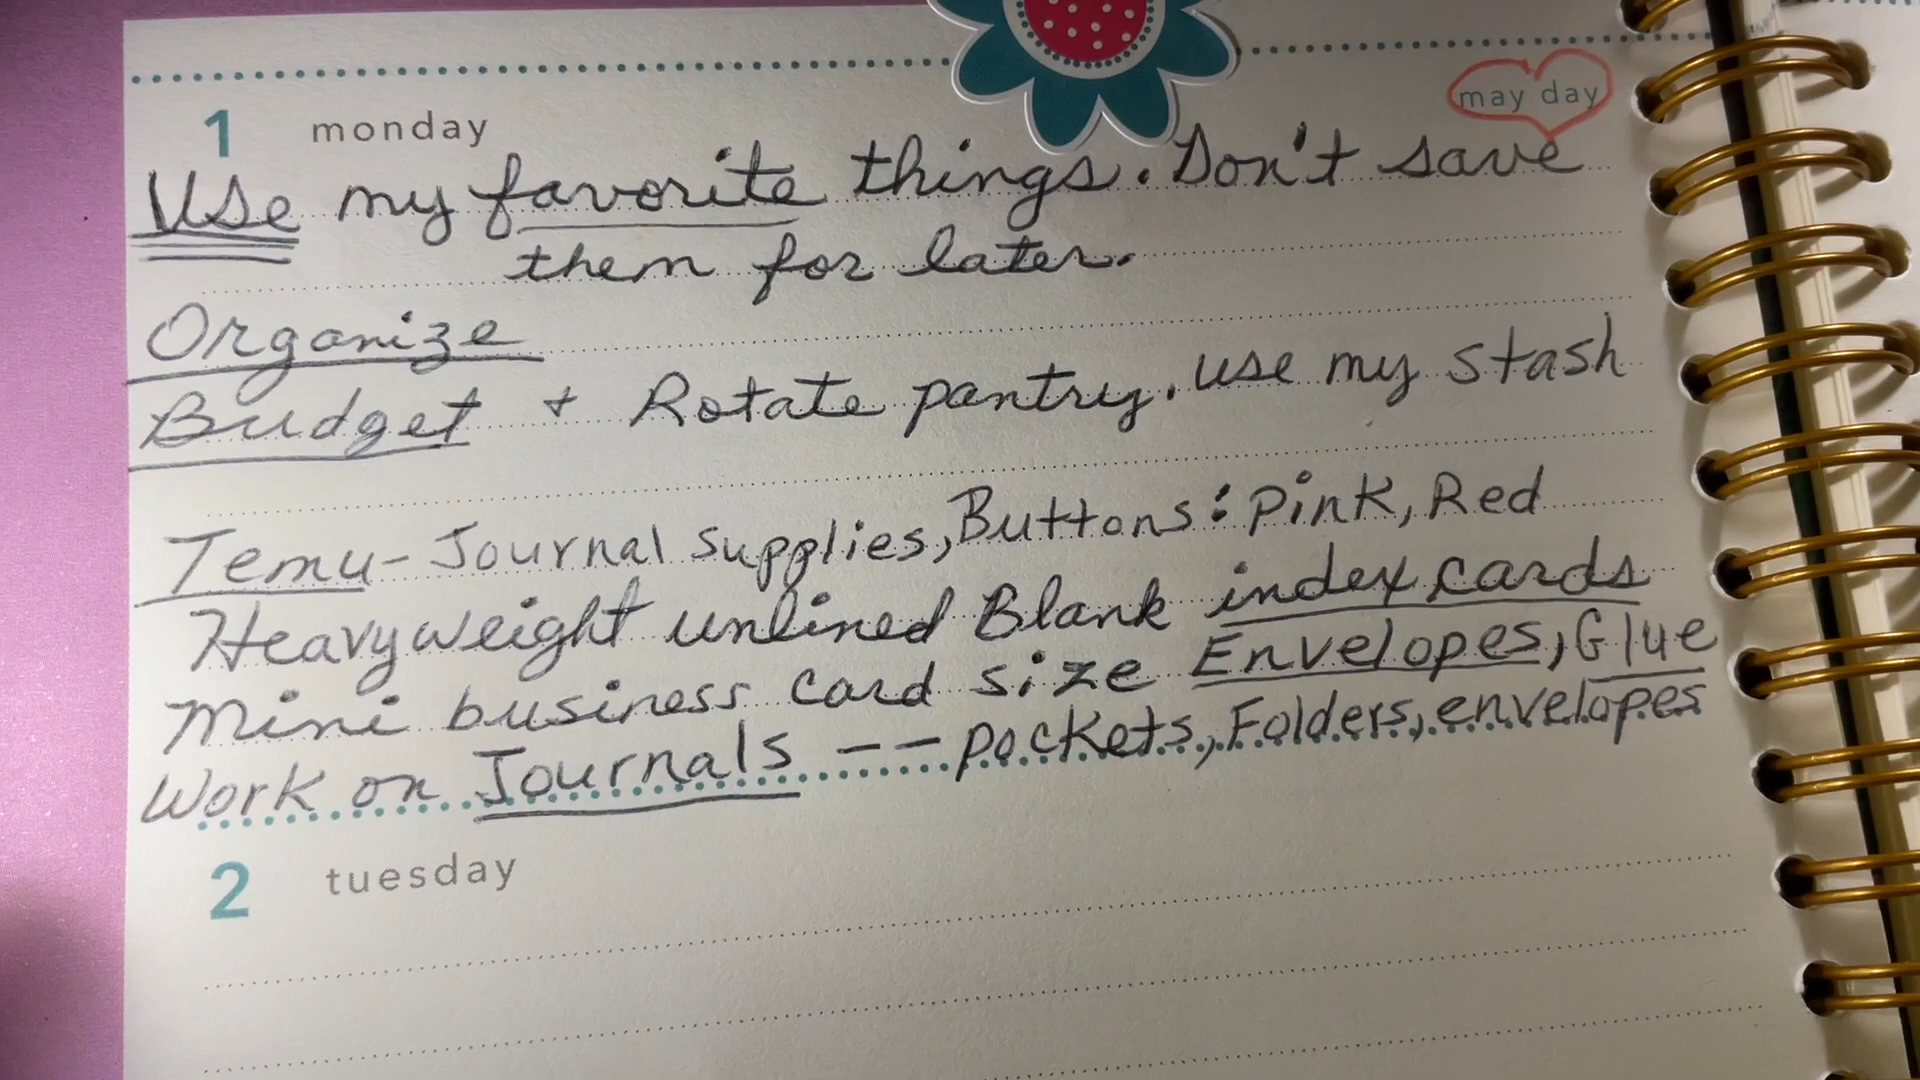 may day
1 monday
Use my favorite things. Don't save
them for later.
Organize
Budget + Rotate pantry. use my stash
Temu- Journal supplies, Buttons: Pink, Red
Heavyweight unlined Blank index cards
Mini business card size Envelopes, Glue
Work on Journals -- pockets, Folders, envelopes
2 tuesday